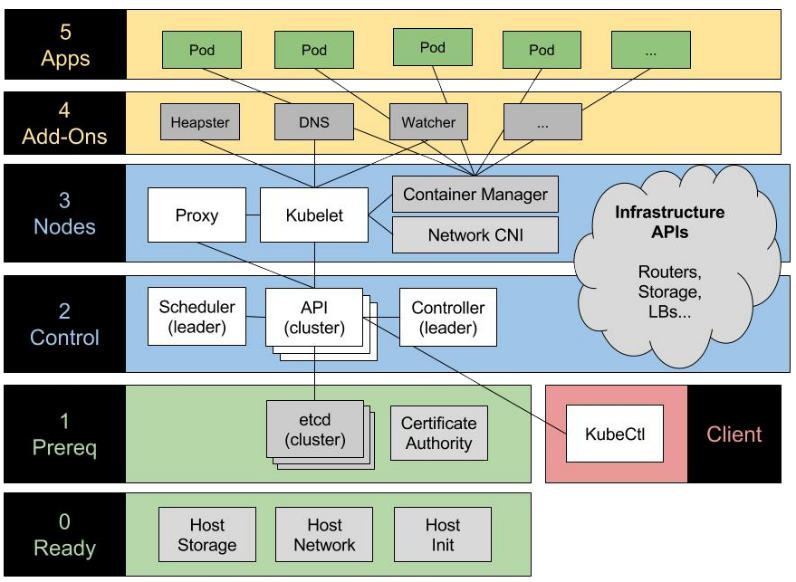 5
Apps
Pod
Pod
Pod
Pod
...
4
Add-Ons
Heapster
DNS
Watcher
...
3
Nodes
Proxy
Kubelet
Container Manager
Network CNI
Infrastructure
APIs
Routers,
Storage,
LBs...
2
Control
Scheduler
(leader)
API
(cluster)
Controller
(leader)
1
Prereq
etcd
(cluster)
Certificate
Authority
KubeCtl
Client
0
Ready
Host
Storage
Host
Network
Host
Init